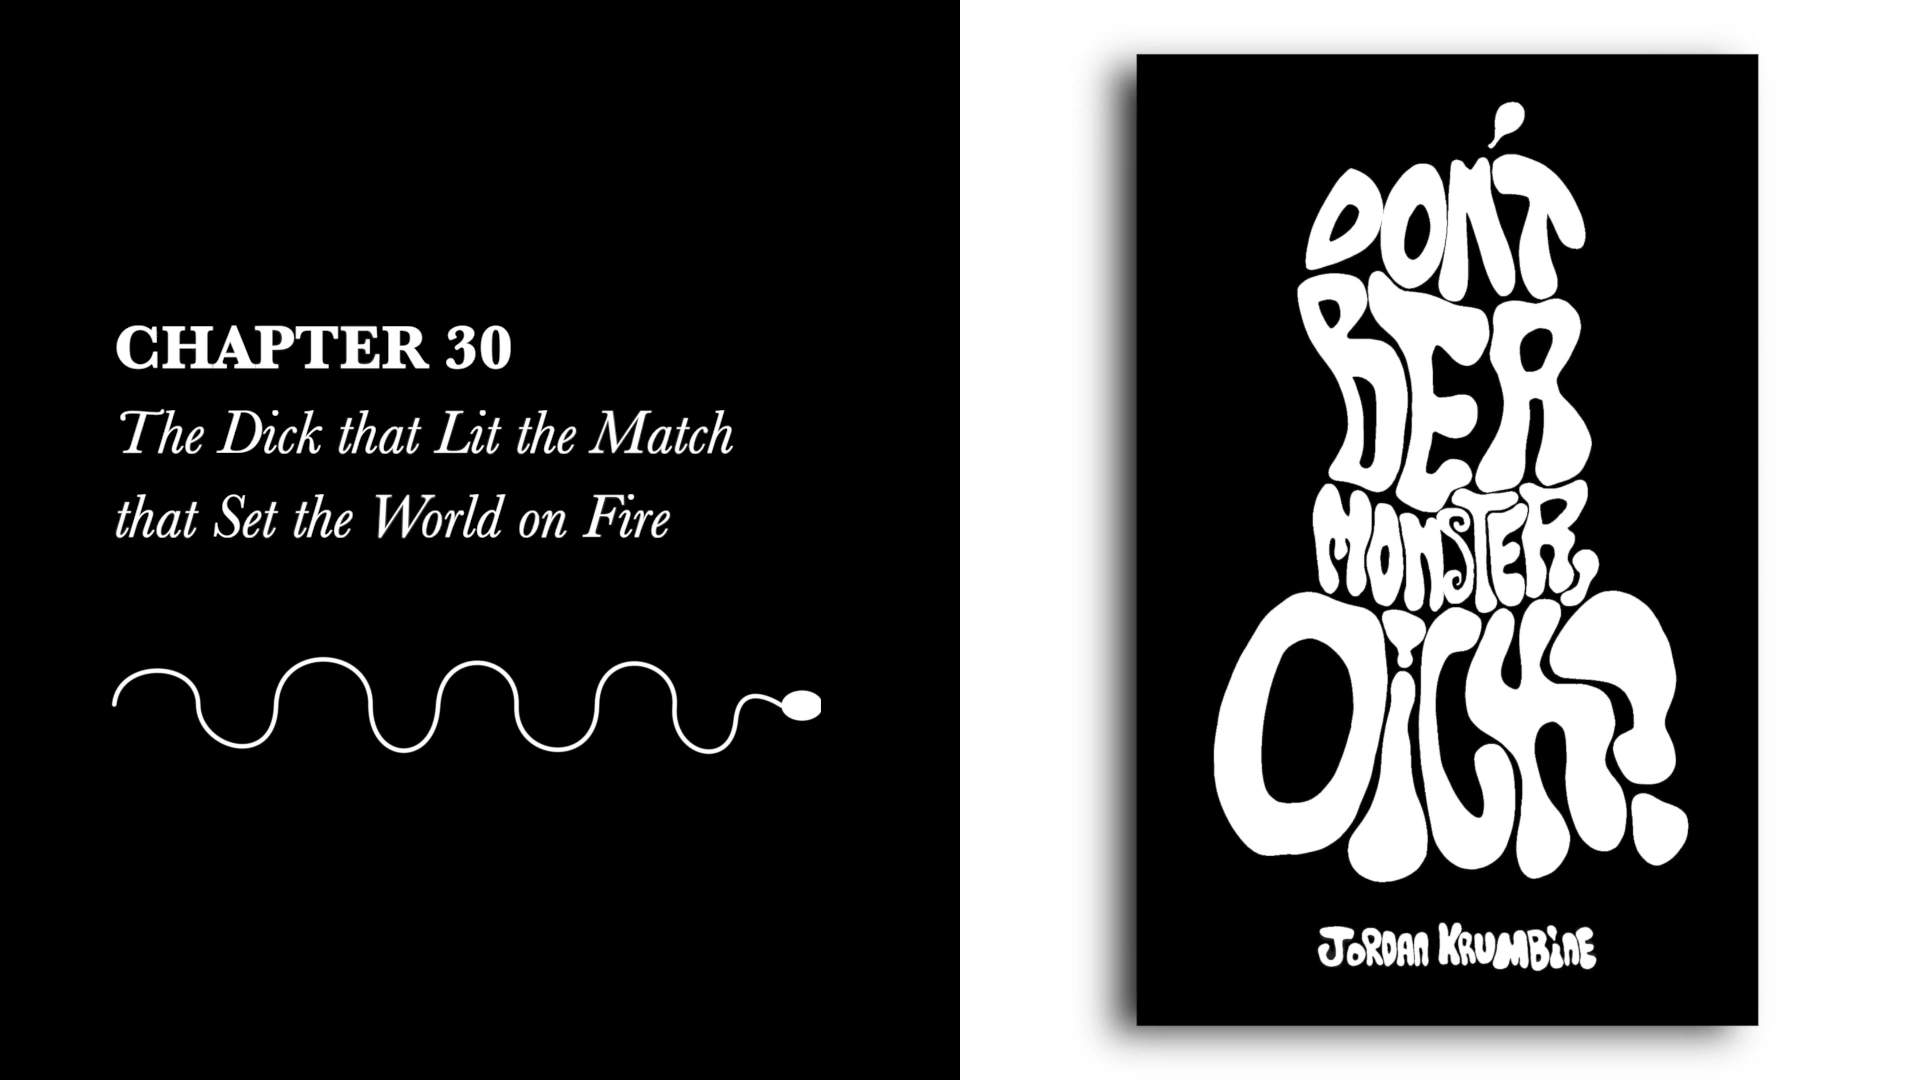 CHAPTER 30
The Dick that Lit the Match
that Set the World on Fire
DON'T
BE A
MONSTER,
DICK!
JORDAN KRUMBINE